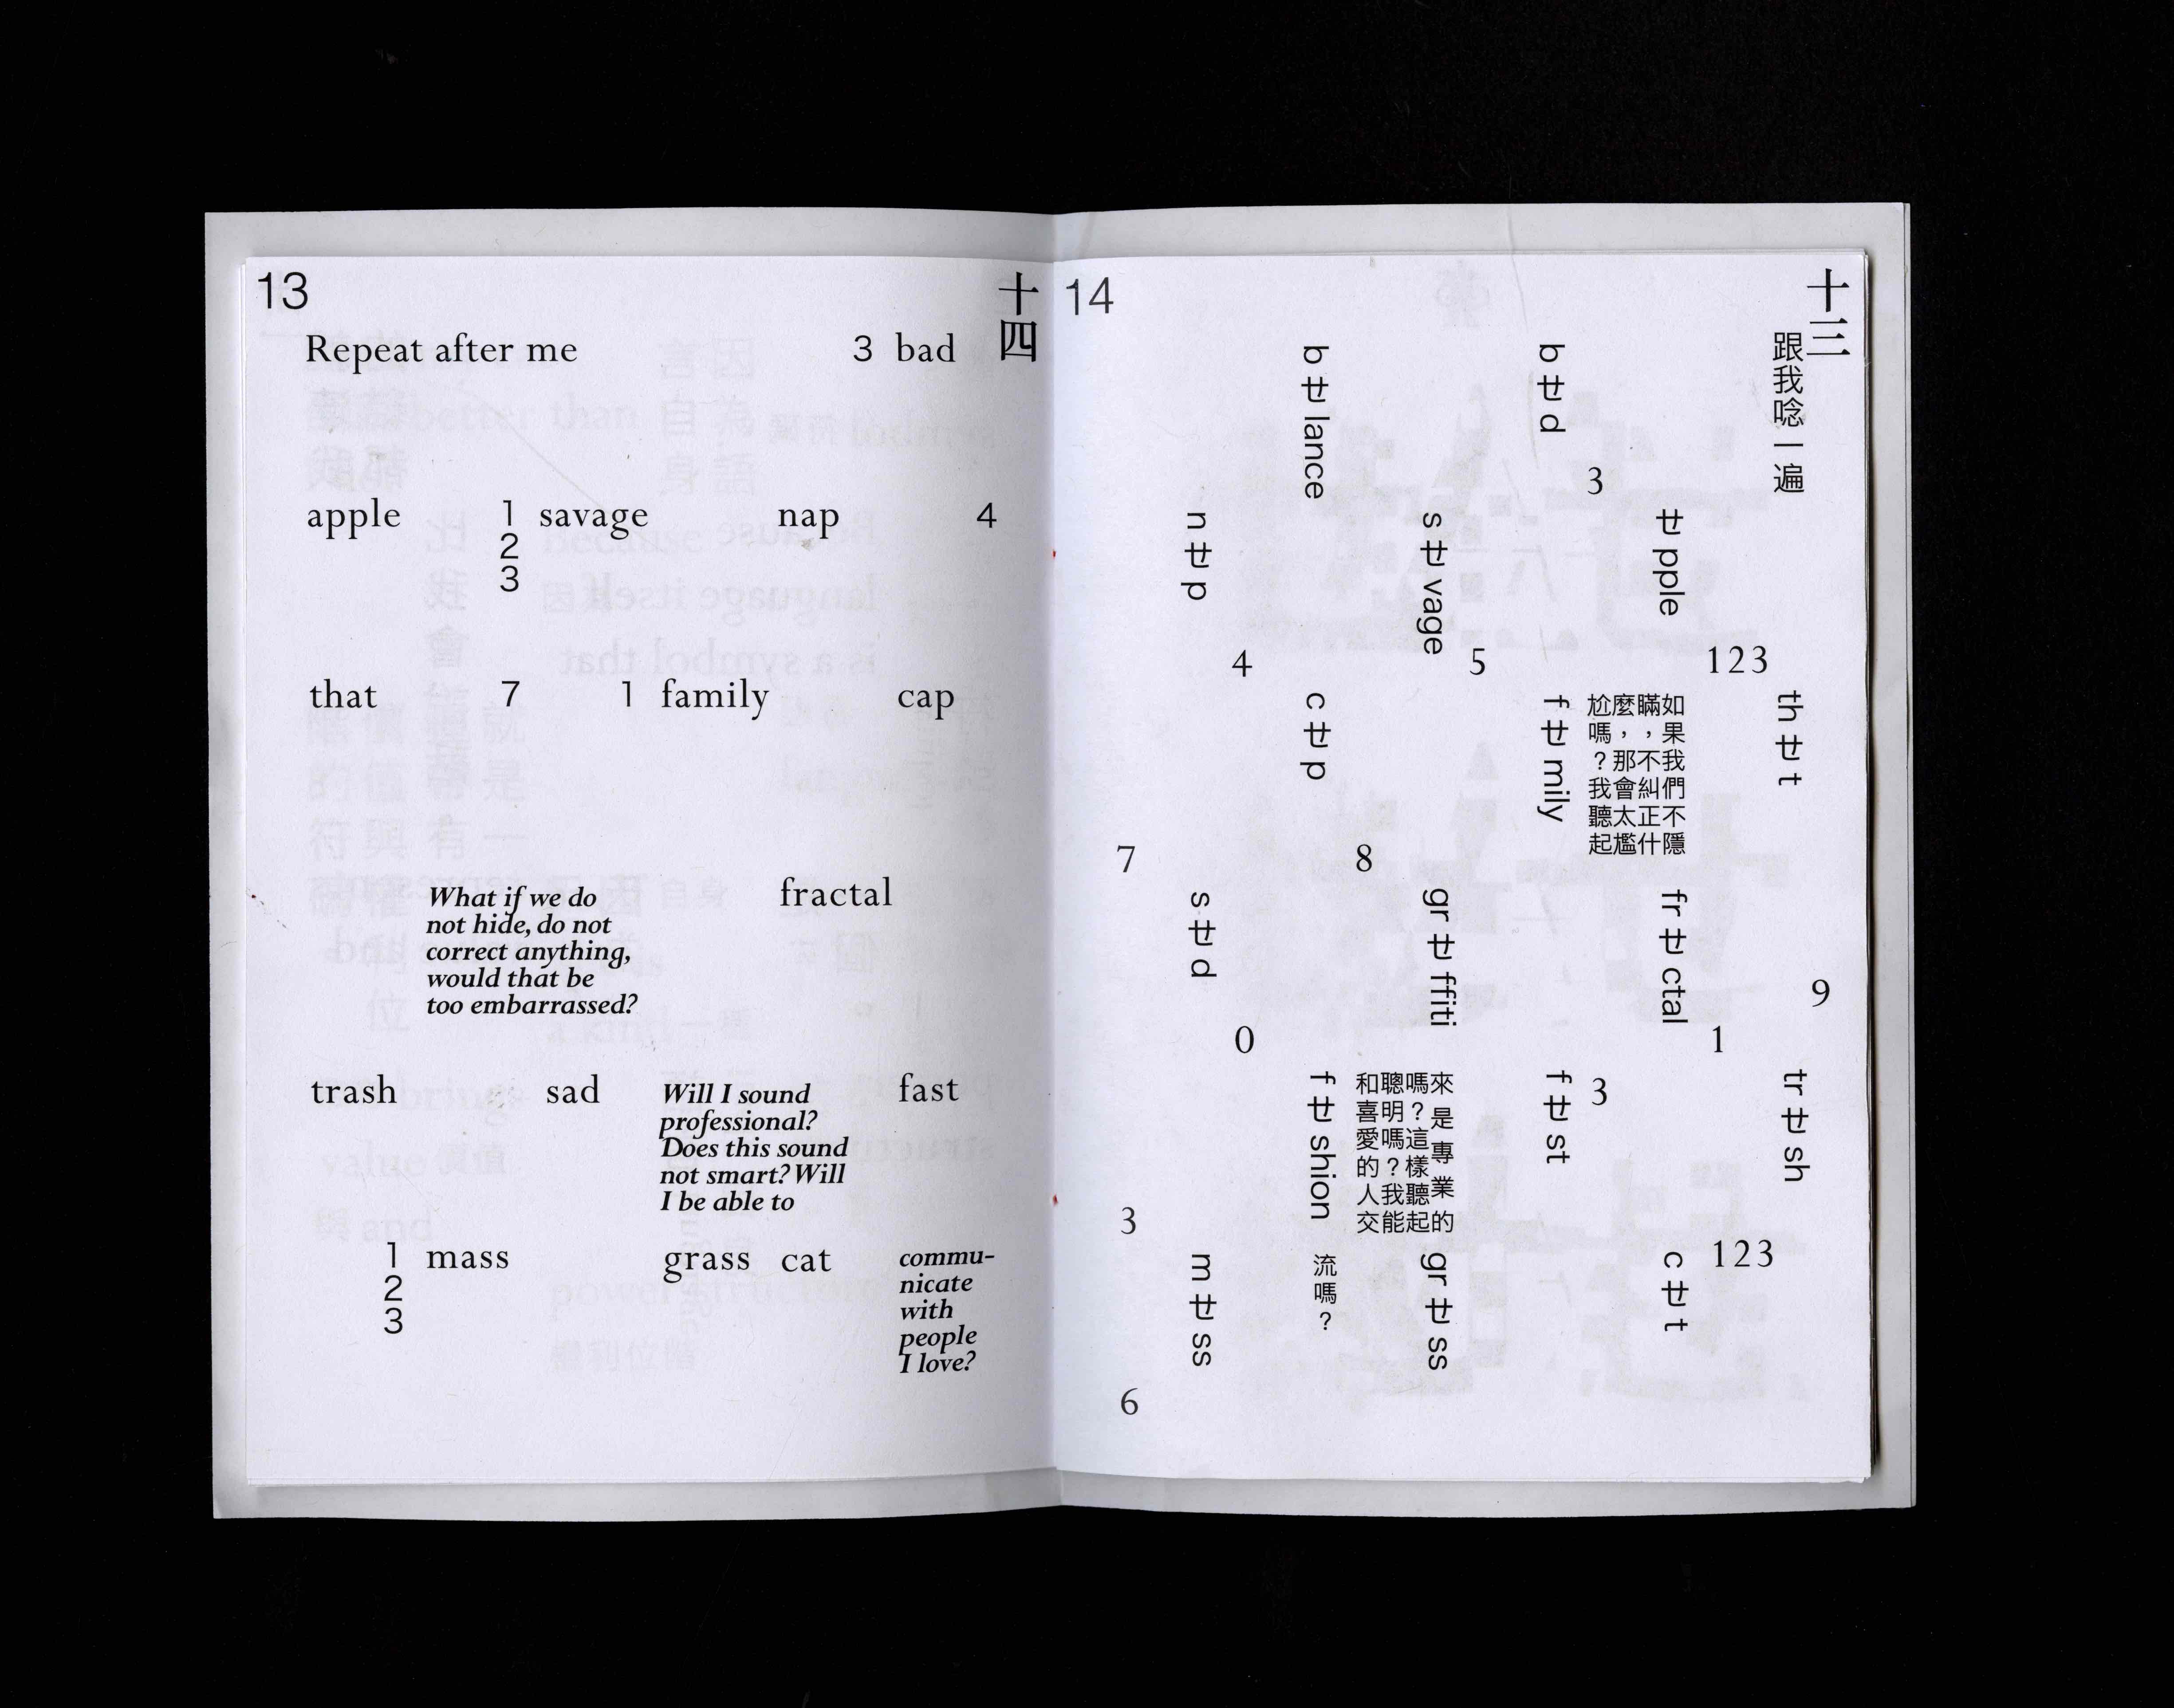 13
十四
Repeat after me
3 bad
apple
1
2
3
savage
nap
4
that
7
1 family
cap
What if we do
not hide, do not
correct anything,
would that be
too embarrassed?
fractal
trash
sad
Will I sound
professional?
Does this sound
not smart? Will
I be able to
fast
1
2
3
mass
grass
cat
commu-
nicate
with
people
I love?
14
十三
跟我唸一遍
thㄝt
9
trㄝsh
ㄝpple
123
如果我們不隱
瞞，不糾正什
麼，那會太尷
尬嗎？我聽起
frㄝctal
1
123
cㄝt
bㄝd
3
fㄝmily
fㄝst
3
sㄝvage
5
grㄝffiti
來是專業的
嗎？這樣聽起
聰明嗎？我能
和喜愛的人交
grㄝss
bㄝlance
cㄝp
8
fㄝshion
流嗎？
nㄝp
4
sㄝd
0
mㄝss
7
3
6